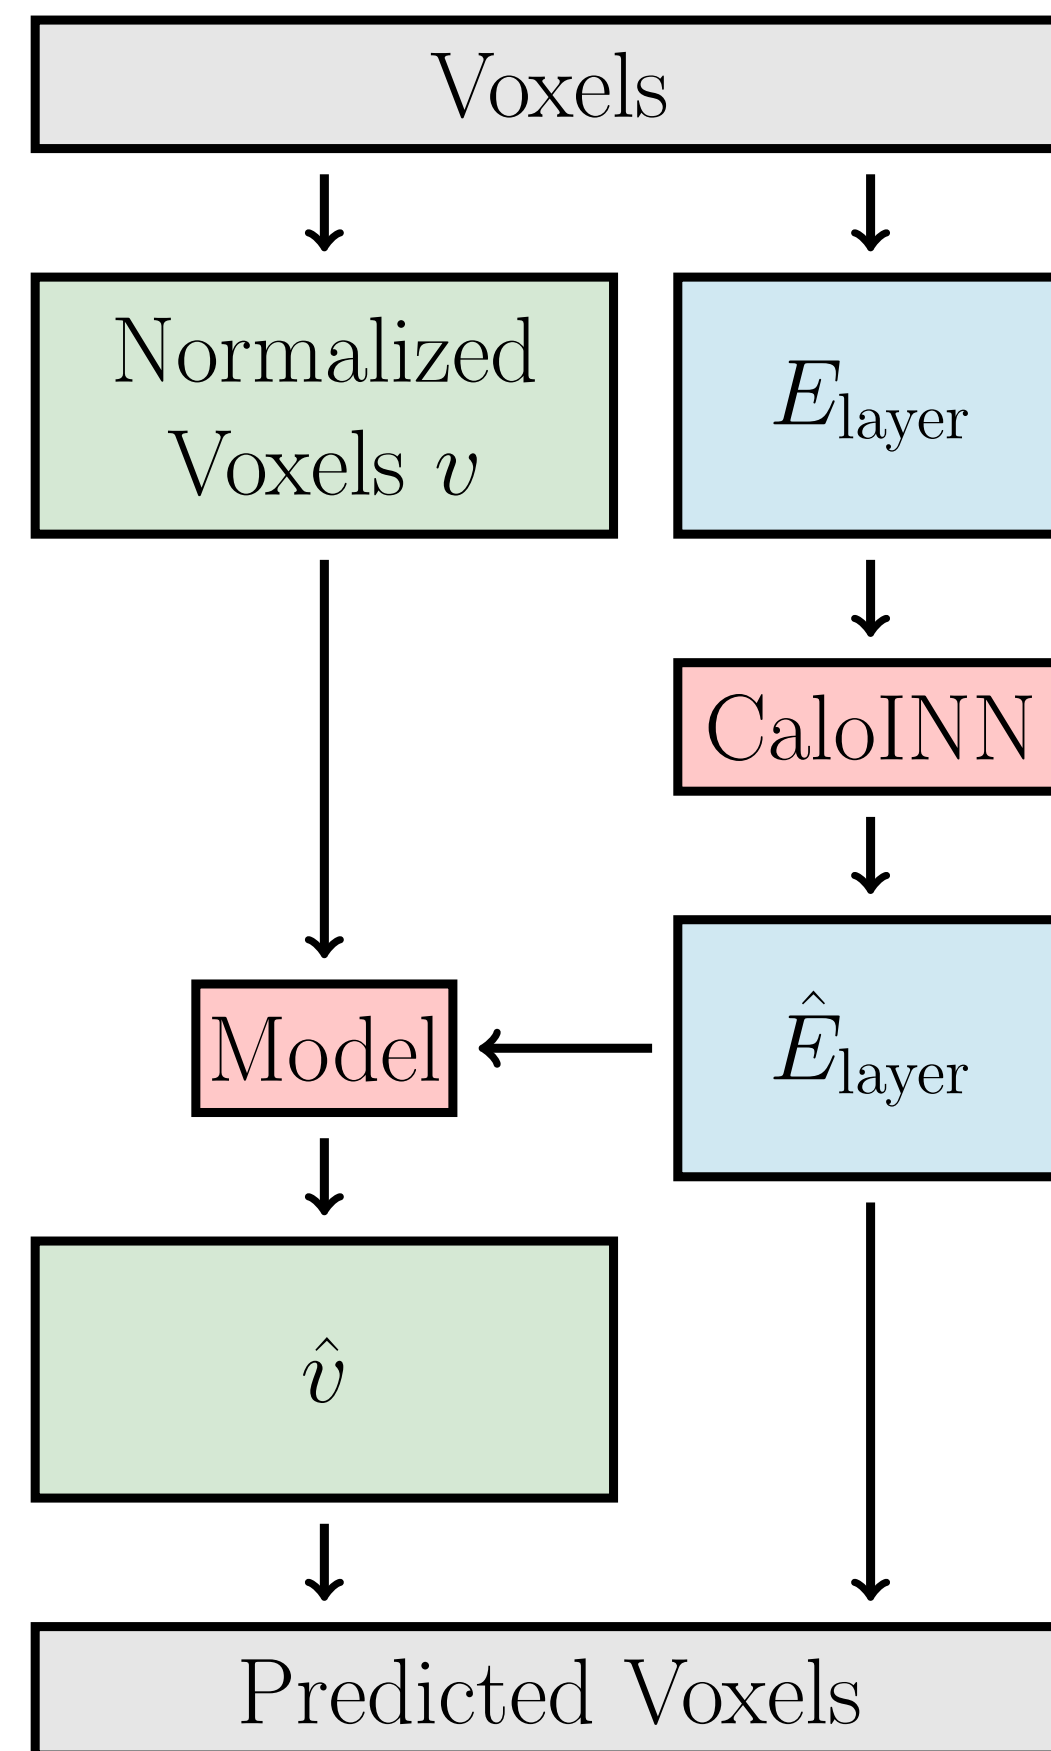 Voxels
Normalized
Voxels v
E_layer
CaloINN
Model
Ê_layer
v̂
Predicted Voxels